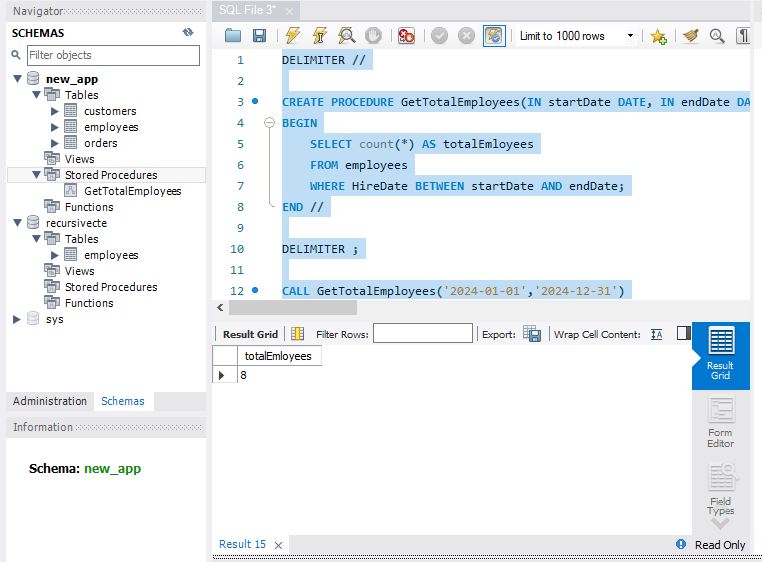 Navigator
SCHEMAS
Filter objects
new_app
Tables
customers
employees
orders
Views
Stored Procedures
GetTotalEmployees
Functions
recursivecte
Tables
employees
Views
Stored Procedures
Functions
sys
Administration Schemas
Information
Schema: new_app
SQL File 3*
Limit to 1000 rows
1 DELIMITER //
2
3 CREATE PROCEDURE GetTotalEmployees(IN startDate DATE, IN endDate DA
4 BEGIN
5 SELECT count(*) AS totalEmloyees
6 FROM employees
7 WHERE HireDate BETWEEN startDate AND endDate;
8 END //
9
10 DELIMITER ;
11
12 CALL GetTotalEmployees('2024-01-01','2024-12-31')
Result Grid Filter Rows: Export: Wrap Cell Content:
totalEmloyees
8
Result
Grid
Form
Editor
Field
Types
Result 15
Read Only